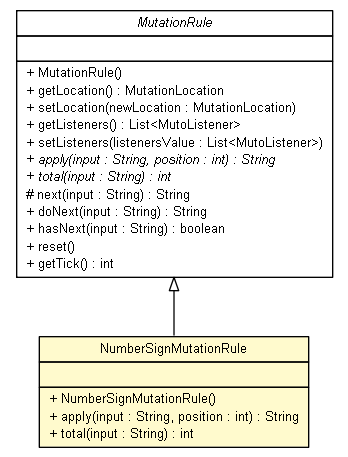 MutationRule
+ MutationRule()
+ getLocation() : MutationLocation
+ setLocation(newLocation : MutationLocation)
+ getListeners() : List<MutoListener>
+ setListeners(listenersValue : List<MutoListener>)
+ apply(input : String, position : int) : String
+ total(input : String) : int
# next(input : String) : String
+ doNext(input : String) : String
+ hasNext(input : String) : boolean
+ reset()
+ getTick() : int
NumberSignMutationRule
+ NumberSignMutationRule()
+ apply(input : String, position : int) : String
+ total(input : String) : int